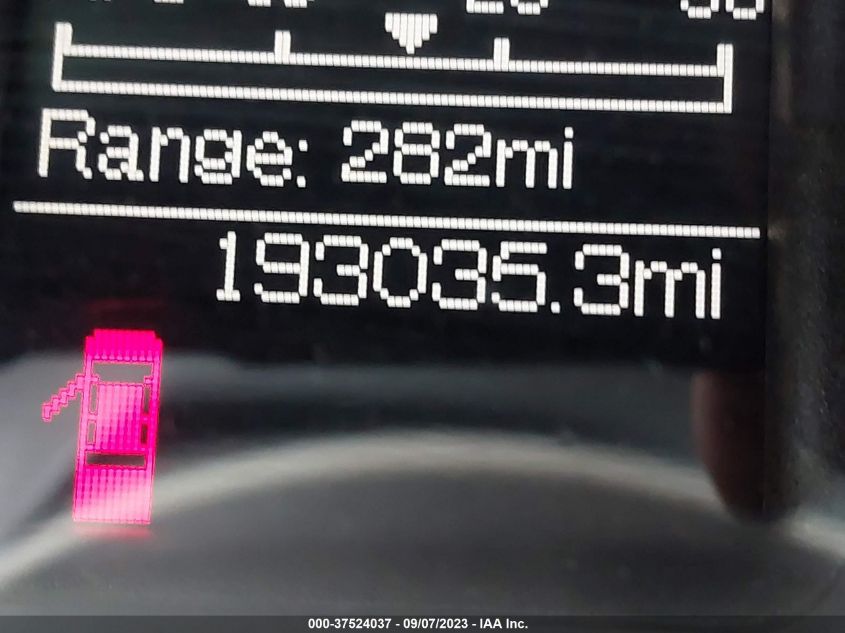 Range: 282mi
193035.3mi
000-37524037 - 09/07/2023 - IAA Inc.